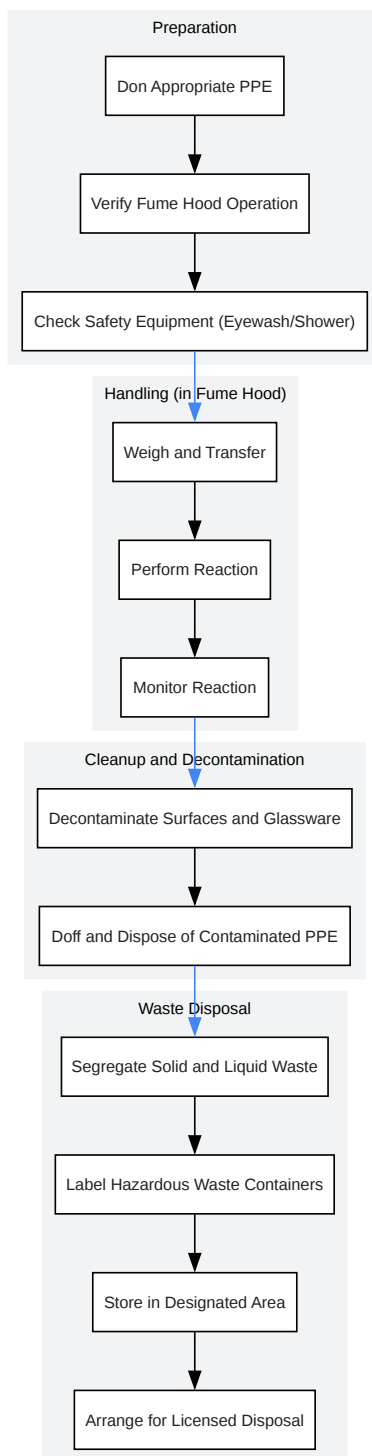 Preparation
Don Appropriate PPE
Verify Fume Hood Operation
Check Safety Equipment (Eyewash/Shower)
Handling (in Fume Hood)
Weigh and Transfer
Perform Reaction
Monitor Reaction
Cleanup and Decontamination
Decontaminate Surfaces and Glassware
Doff and Dispose of Contaminated PPE
Waste Disposal
Segregate Solid and Liquid Waste
Label Hazardous Waste Containers
Store in Designated Area
Arrange for Licensed Disposal